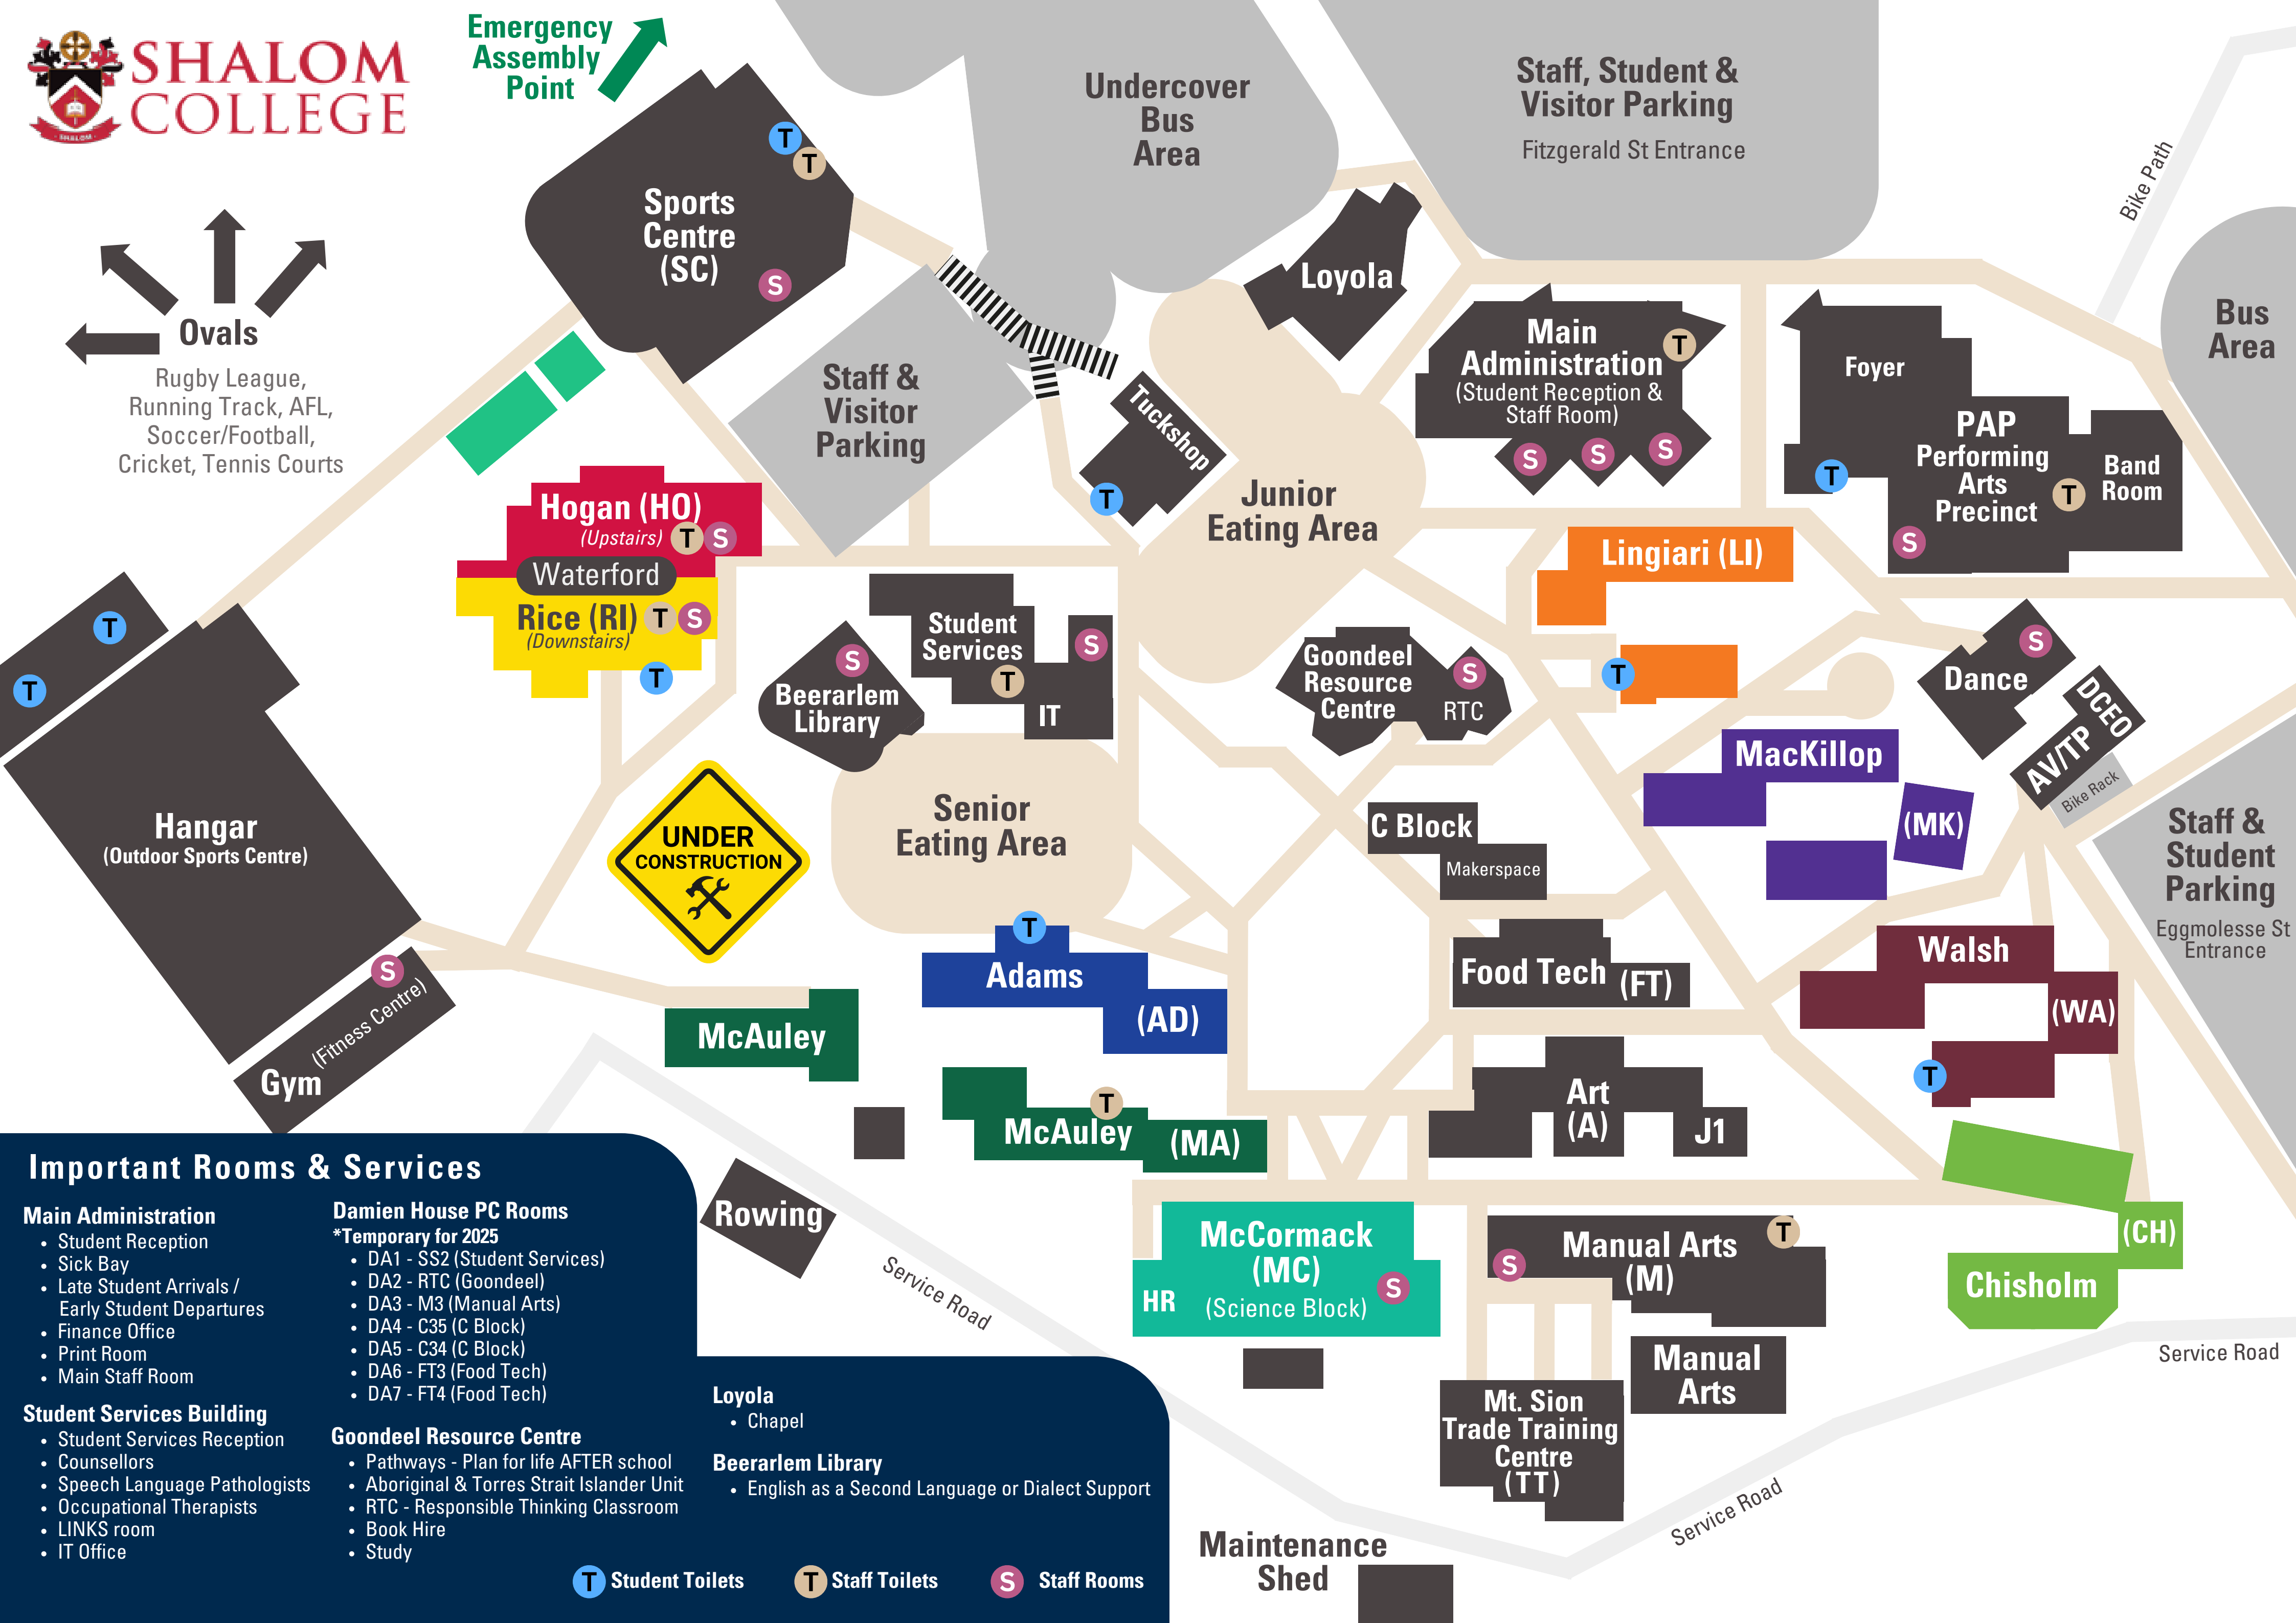 SHALOM
COLLEGE
SHALOM
Emergency
Assembly
Point
Undercover
Bus
Area
Staff, Student &
Visitor Parking
Fitzgerald St Entrance
Bike Path
Bus
Area
Ovals
Rugby League,
Running Track, AFL,
Soccer/Football,
Cricket, Tennis Courts
T
T
Sports
Centre
(SC)
S
Loyola
Staff &
Visitor
Parking
Tuckshop
T
Main
Administration
T
(Student Reception &
Staff Room)
S
S
S
Foyer
PAP
Performing
Arts
Precinct
T
T
S
Band
Room
Junior
Eating Area
Hogan (HO)
(Upstairs)
T
S
Waterford
Rice (RI)
T
S
(Downstairs)
T
Lingiari (LI)
T
T
T
Student
Services
T
S
IT
S
Beerarlem
Library
Goondeel
Resource
Centre
S
RTC
S
Dance
DCEO
AV/TP
Bike Rack
MacKillop
(MK)
Hangar
(Outdoor Sports Centre)
UNDER
CONSTRUCTION
Senior
Eating Area
C Block
Makerspace
Staff &
Student
Parking
Eggmolesse St
Entrance
T
Adams
(AD)
Food Tech (FT)
Walsh
(WA)
T
S
(Fitness Centre)
Gym
McAuley
T
McAuley
(MA)
Art
(A)
J1
Rowing
Service Road
McCormack
(MC)
(Science Block)
HR
S
Manual Arts
(M)
T
S
(CH)
Chisholm
Manual
Arts
Mt. Sion
Trade Training
Centre
(TT)
Service Road
Service Road
Maintenance
Shed
Important Rooms & Services
Main Administration
• Student Reception
• Sick Bay
• Late Student Arrivals /
Early Student Departures
• Finance Office
• Print Room
• Main Staff Room
Student Services Building
• Student Services Reception
• Counsellors
• Speech Language Pathologists
• Occupational Therapists
• LINKS room
• IT Office
Damien House PC Rooms
*Temporary for 2025
• DA1 - SS2 (Student Services)
• DA2 - RTC (Goondeel)
• DA3 - M3 (Manual Arts)
• DA4 - C35 (C Block)
• DA5 - C34 (C Block)
• DA6 - FT3 (Food Tech)
• DA7 - FT4 (Food Tech)
Goondeel Resource Centre
• Pathways - Plan for life AFTER school
• Aboriginal & Torres Strait Islander Unit
• RTC - Responsible Thinking Classroom
• Book Hire
• Study
Loyola
• Chapel
Beerarlem Library
• English as a Second Language or Dialect Support
T Student Toilets
T Staff Toilets
S Staff Rooms